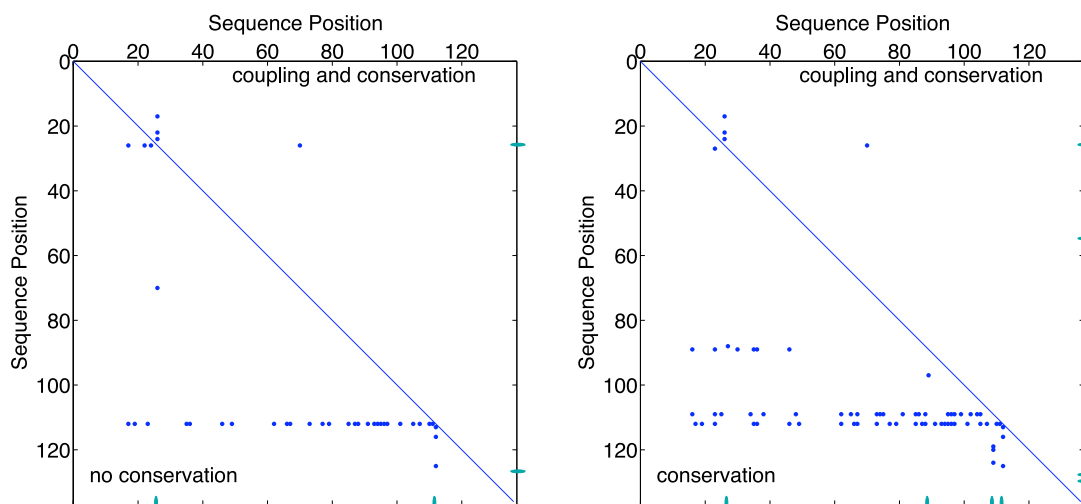 Sequence Position
0 20 40 60 80 100 120
coupling and conservation
0
20
40
60
80
100
120
Sequence Position
no conservation
Sequence Position
0 20 40 60 80 100 120
coupling and conservation
0
20
40
60
80
100
120
Sequence Position
conservation